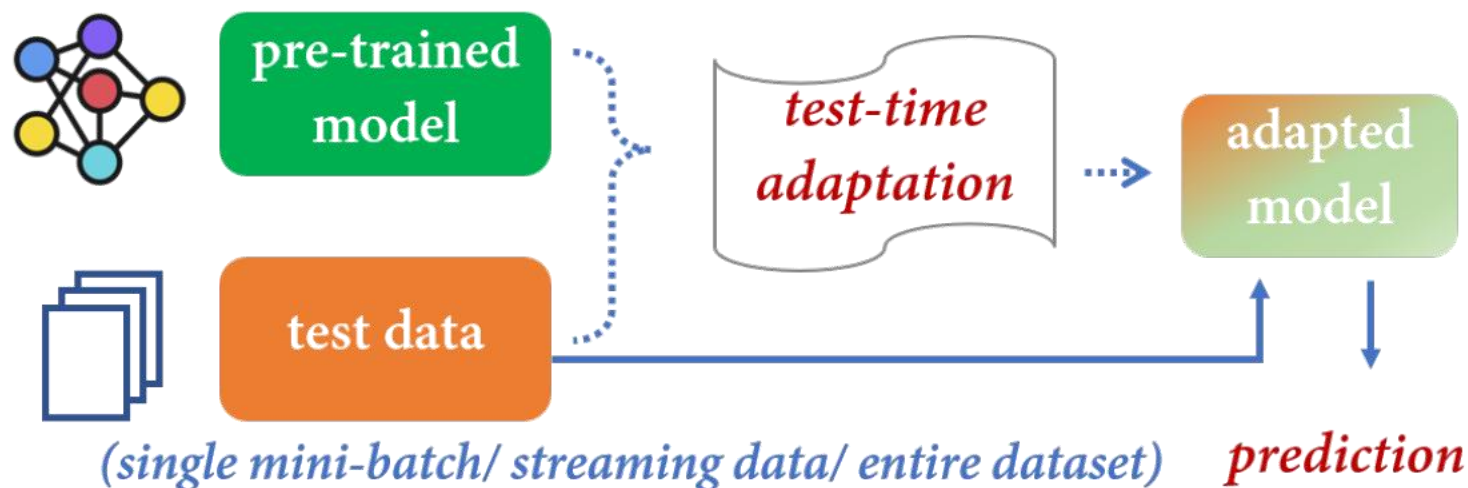 pre-trained
model
test-time
adaptation
adapted
model
test data
(single mini-batch/ streaming data/ entire dataset)
prediction